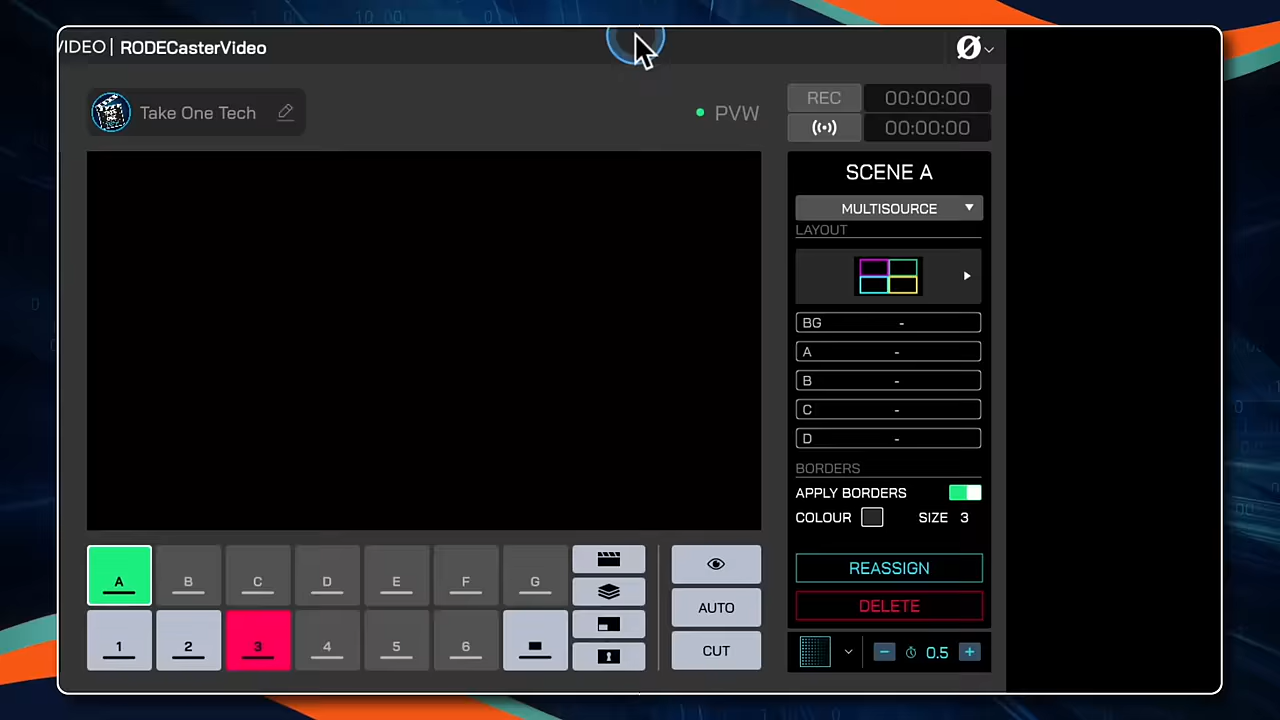 VIDEO | RODECasterVideo
Take One Tech
PVW
REC 00:00:00
00:00:00
SCENE A
MULTISOURCE
LAYOUT
BG -
A -
B -
C -
D -
BORDERS
APPLY BORDERS
COLOUR SIZE 3
REASSIGN
DELETE
A B C D E F G
AUTO
1 2 3 4 5 6
CUT
0.5